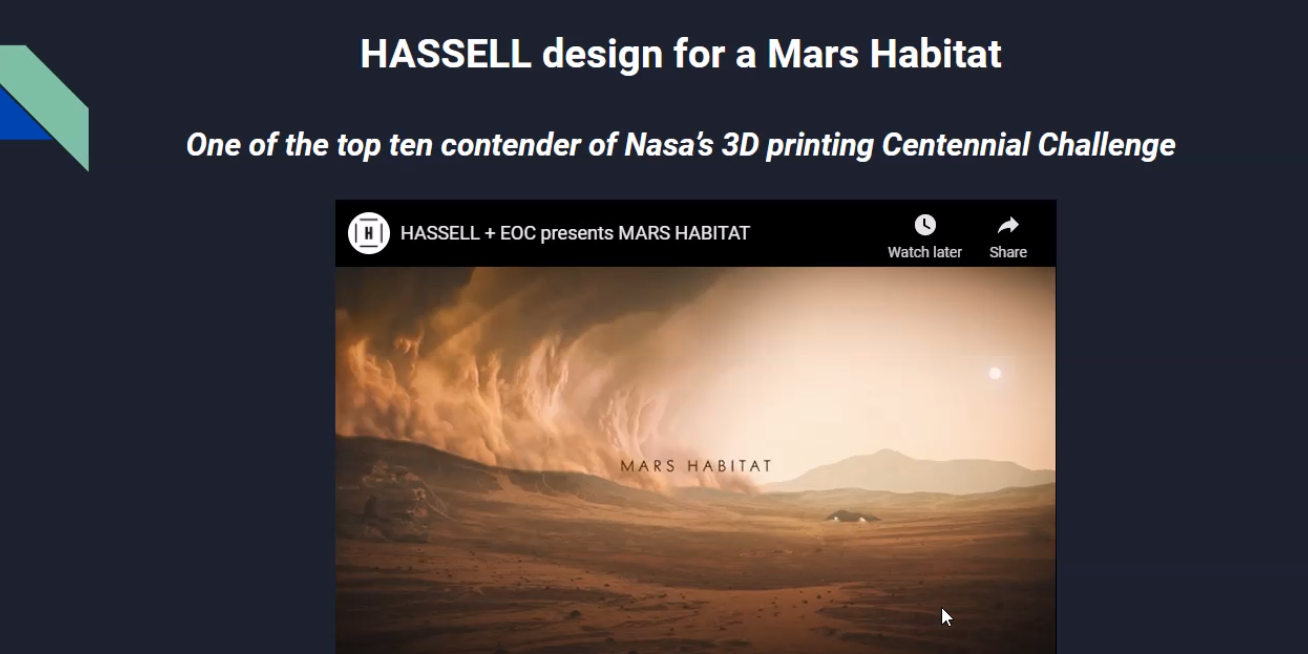 HASSELL design for a Mars Habitat
One of the top ten contender of Nasa's 3D printing Centennial Challenge
H
HASSELL + EOC presents MARS HABITAT
Watch later
Share
MARS HABITAT